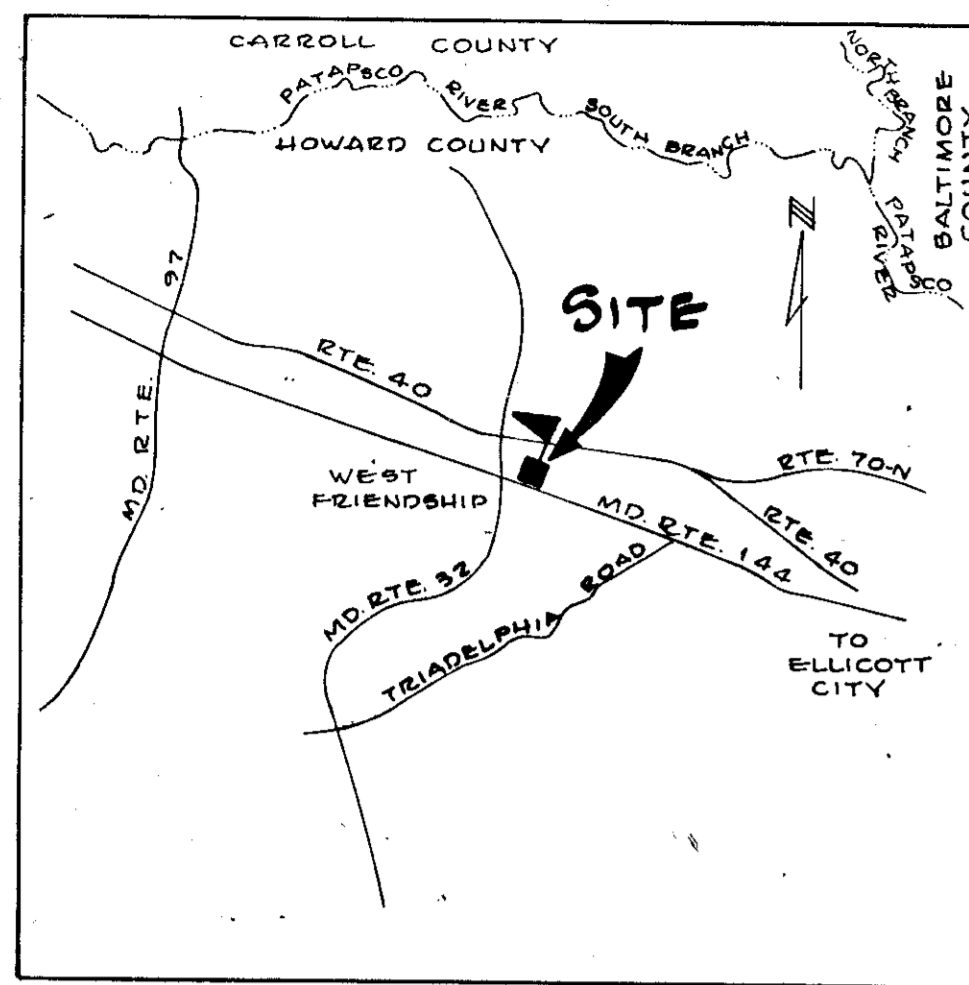 CARROLL COUNTY
PATAPSCO RIVER SOUTH BRANCH
NORTH BRANCH
PATAPSCO RIVER
BALTIMORE
COUNTY
HOWARD COUNTY
N
SITE
MD. RTE. 97
RTE. 40
WEST
FRIENDSHIP
RTE. 70-N
RTE. 40
MD. RTE. 144
MD. RTE. 32
TRIADELPHIA ROAD
TO
ELLICOTT
CITY